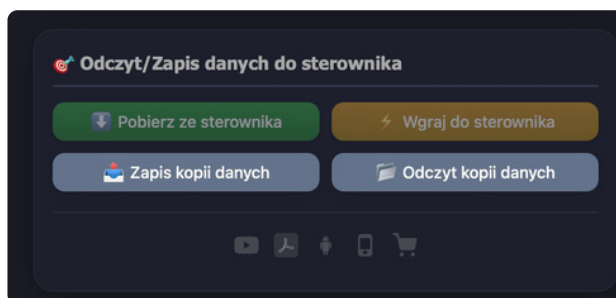 Odczyt/Zapis danych do sterownika
Pobierz ze sterownika
Wgraj do sterownika
Zapis kopii danych
Odczyt kopii danych